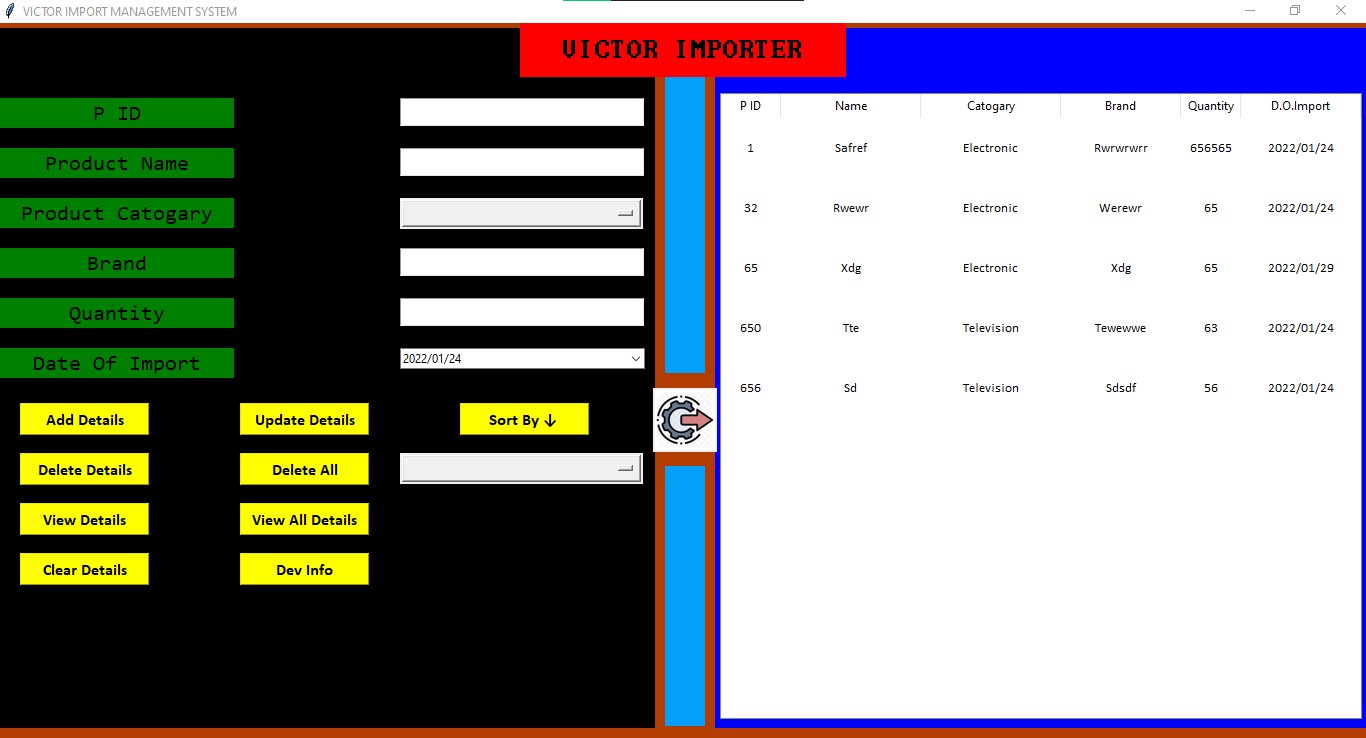 VICTOR IMPORT MANAGEMENT SYSTEM
VICTOR IMPORTER
P ID
Product Name
Product Catogary
Brand
Quantity
Date Of Import
2022/01/24
Add Details
Update Details
Sort By ↓
Delete Details
Delete All
View Details
View All Details
Clear Details
Dev Info
P ID Name Catogary Brand Quantity D.O.Import
1 Safref Electronic Rwrwrwrr 656565 2022/01/24
32 Rwewr Electronic Werewr 65 2022/01/24
65 Xdg Electronic Xdg 65 2022/01/29
650 Tte Television Tewewwe 63 2022/01/24
656 Sd Television Sdsdf 56 2022/01/24